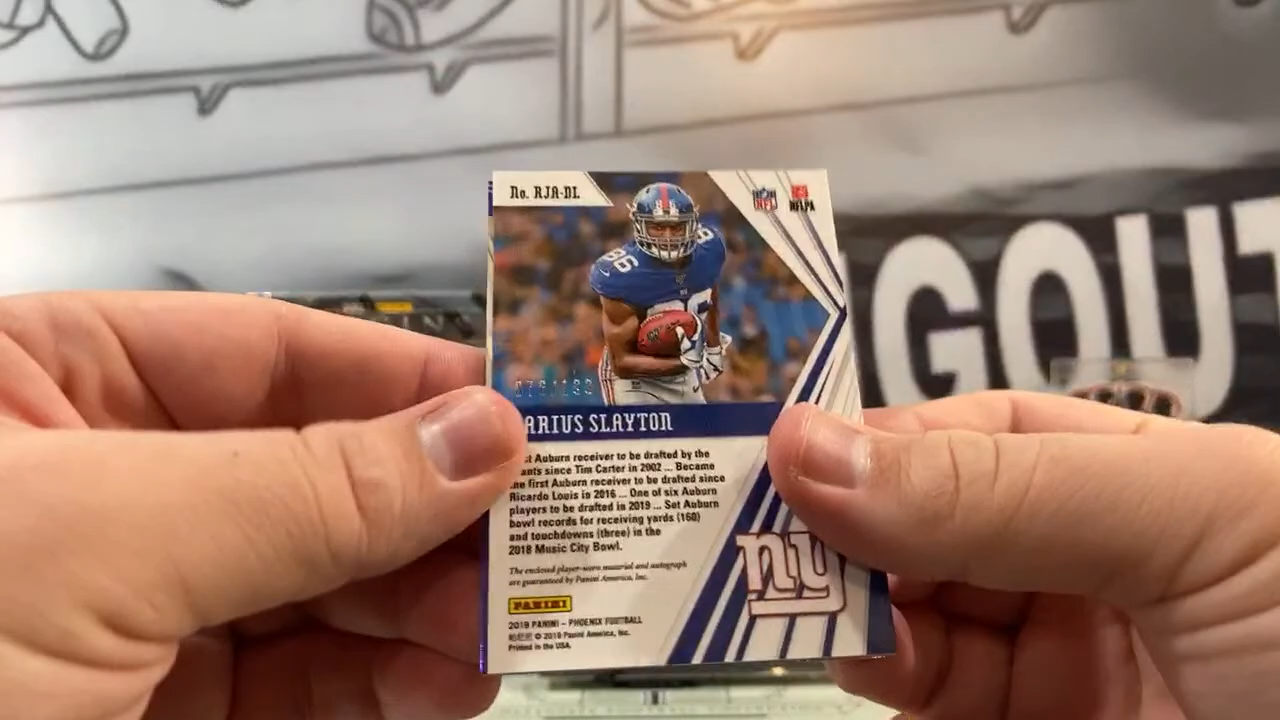 No. RJA-DL
NFL
NFLPA
86
86
ARIUS SLAYTON
st Auburn receiver to be drafted by the
ants since Tim Carter in 2002 ... Became
ne first Auburn receiver to be drafted since
Ricardo Louis in 2016 ... One of six Auburn
players to be drafted in 2019 ... Set Auburn
bowl records for receiving yards (160)
and touchdowns (three) in the
2018 Music City Bowl.
The enclosed player-worn material and autograph
are guaranteed by Panini America, Inc.
PANINI
2019 PANINI – PHOENIX FOOTBALL
© 2019 Panini America, Inc.
Printed in the USA.
ny
GOUT